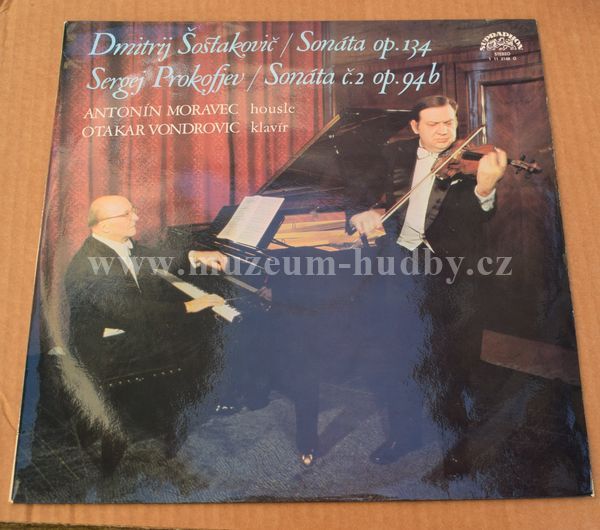 Dmitrij Šostakovič / Sonáta op. 134
Sergej Prokofjev / Sonáta č. 2 op. 94b
ANTONÍN MORAVEC housle
OTAKAR VONDROVIC klavír
SUPRAPHON
STEREO
www.muzeum-hudby.cz